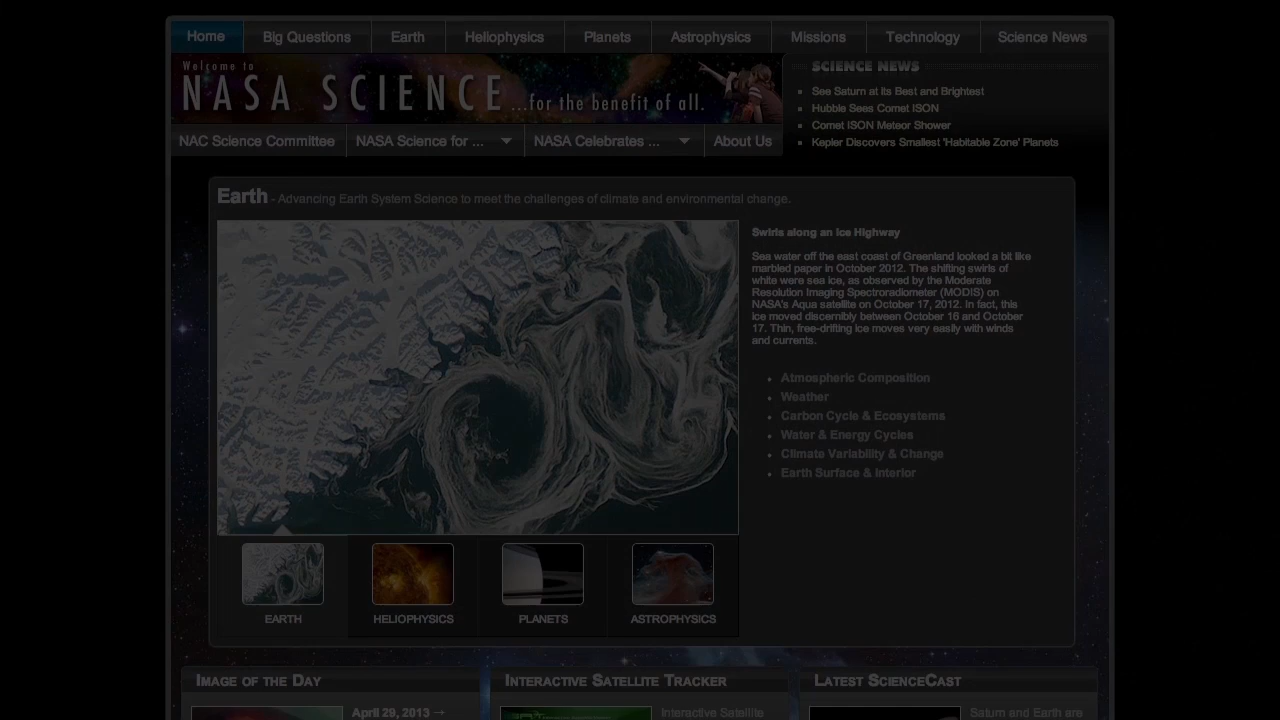 Home Big Questions Earth Heliophysics Planets Astrophysics Missions Technology Science News
Welcome to
NASA SCIENCE ...for the benefit of all.
NAC Science Committee NASA Science for ... NASA Celebrates ... About Us
SCIENCE NEWS
See Saturn at its Best and Brightest
Hubble Sees Comet ISON
Comet ISON Meteor Shower
Kepler Discovers Smallest 'Habitable Zone' Planets
Earth - Advancing Earth System Science to meet the challenges of climate and environmental change.
Swirls along an Ice Highway
Sea water off the east coast of Greenland looked a bit like
marbled paper in October 2012. The shifting swirls of
white were sea ice, as observed by the Moderate
Resolution Imaging Spectroradiometer (MODIS) on
NASA's Aqua satellite on October 17, 2012. In fact, this
ice moved discernibly between October 16 and October
17. Thin, free-drifting ice moves very easily with winds
and currents.
Atmospheric Composition
Weather
Carbon Cycle & Ecosystems
Water & Energy Cycles
Climate Variability & Change
Earth Surface & Interior
EARTH HELIOPHYSICS PLANETS ASTROPHYSICS
IMAGE OF THE DAY
April 29, 2013 →
INTERACTIVE SATELLITE TRACKER
Interactive Satellite
LATEST SCIENCECAST
Saturn and Earth are